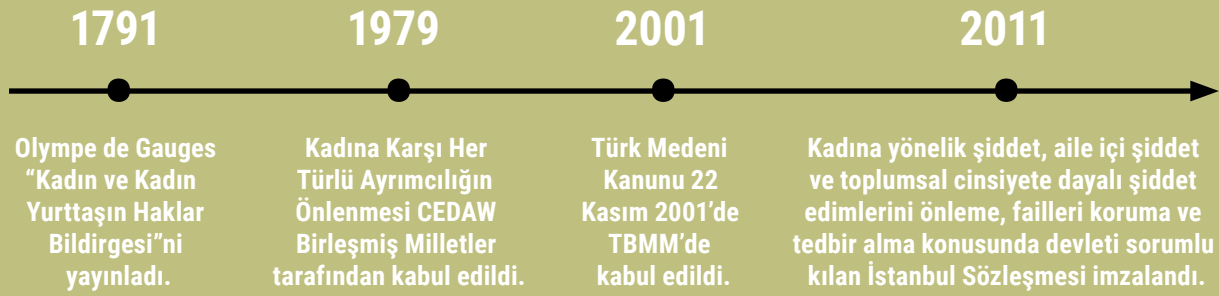 1791
Olympe de Gauges
“Kadın ve Kadın
Yurttaşın Haklar
Bildirgesi”ni
yayınladı.
1979
Kadına Karşı Her
Türlü Ayrımcılığın
Önlenmesi CEDAW
Birleşmiş Milletler
tarafından kabul edildi.
2001
Türk Medeni
Kanunu 22
Kasım 2001’de
TBMM’de
kabul edildi.
2011
Kadına yönelik şiddet, aile içi şiddet
ve toplumsal cinsiyete dayalı şiddet
edimlerini önleme, failleri koruma ve
tedbir alma konusunda devleti sorumlu
kılan İstanbul Sözleşmesi imzalandı.